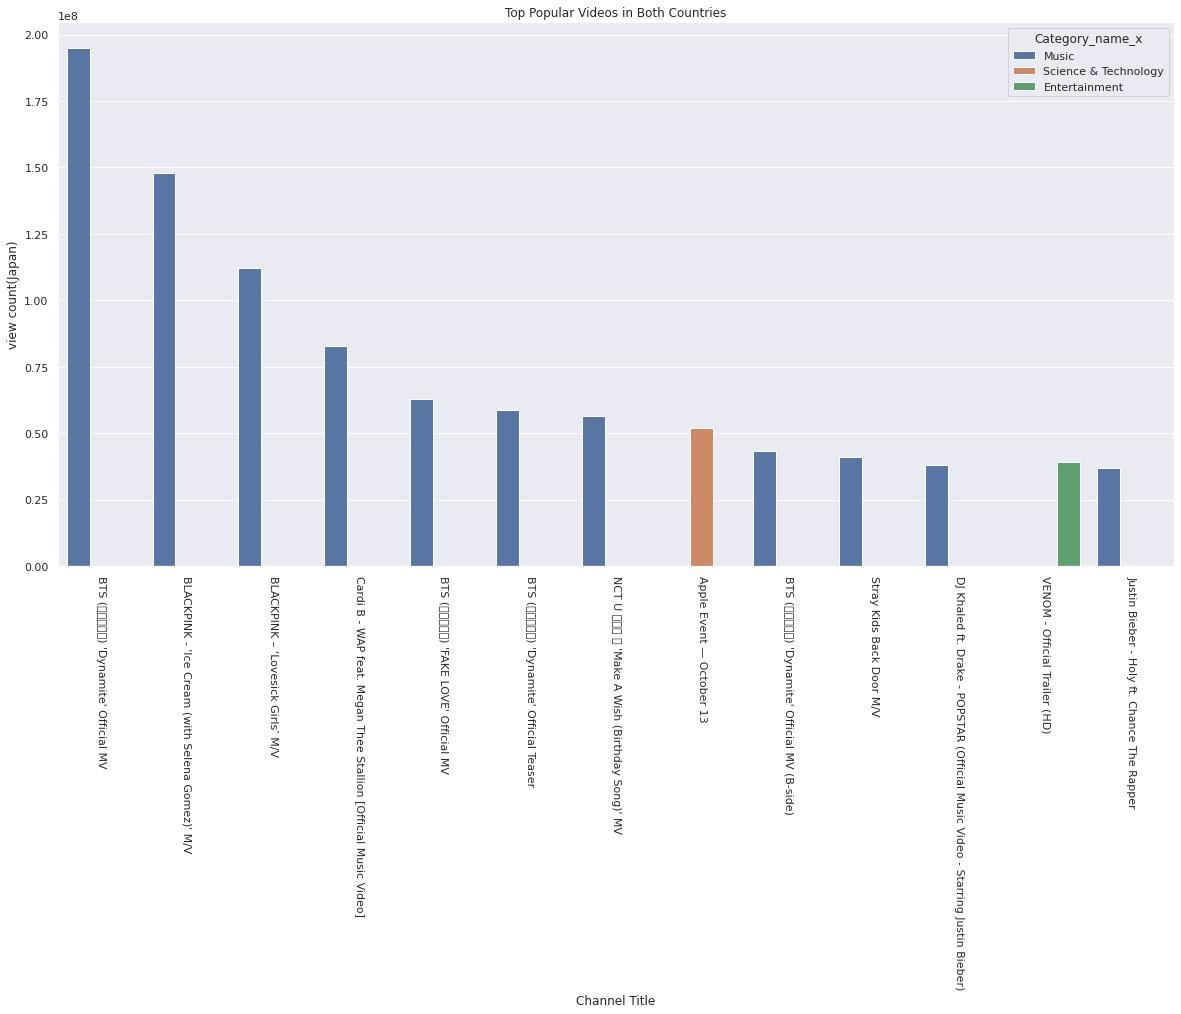 Top Popular Videos in Both Countries
1e8
2.00
1.75
1.50
1.25
1.00
0.75
0.50
0.25
0.00
view count(Japan)
Category_name_x
Music
Science & Technology
Entertainment
BTS (□□□□□) 'Dynamite' Official MV
BLACKPINK - 'Ice Cream (with Selena Gomez)' M/V
BLACKPINK – ‘Lovesick Girls’ M/V
Cardi B - WAP feat. Megan Thee Stallion [Official Music Video]
BTS (□□□□□) 'FAKE LOVE' Official MV
BTS (□□□□□) 'Dynamite' Official Teaser
NCT U □□□ □ 'Make A Wish (Birthday Song)' MV
Apple Event — October 13
BTS (□□□□□) 'Dynamite' Official MV (B-side)
Stray Kids Back Door M/V
DJ Khaled ft. Drake - POPSTAR (Official Music Video - Starring Justin Bieber)
VENOM - Official Trailer (HD)
Justin Bieber - Holy ft. Chance The Rapper
Channel Title